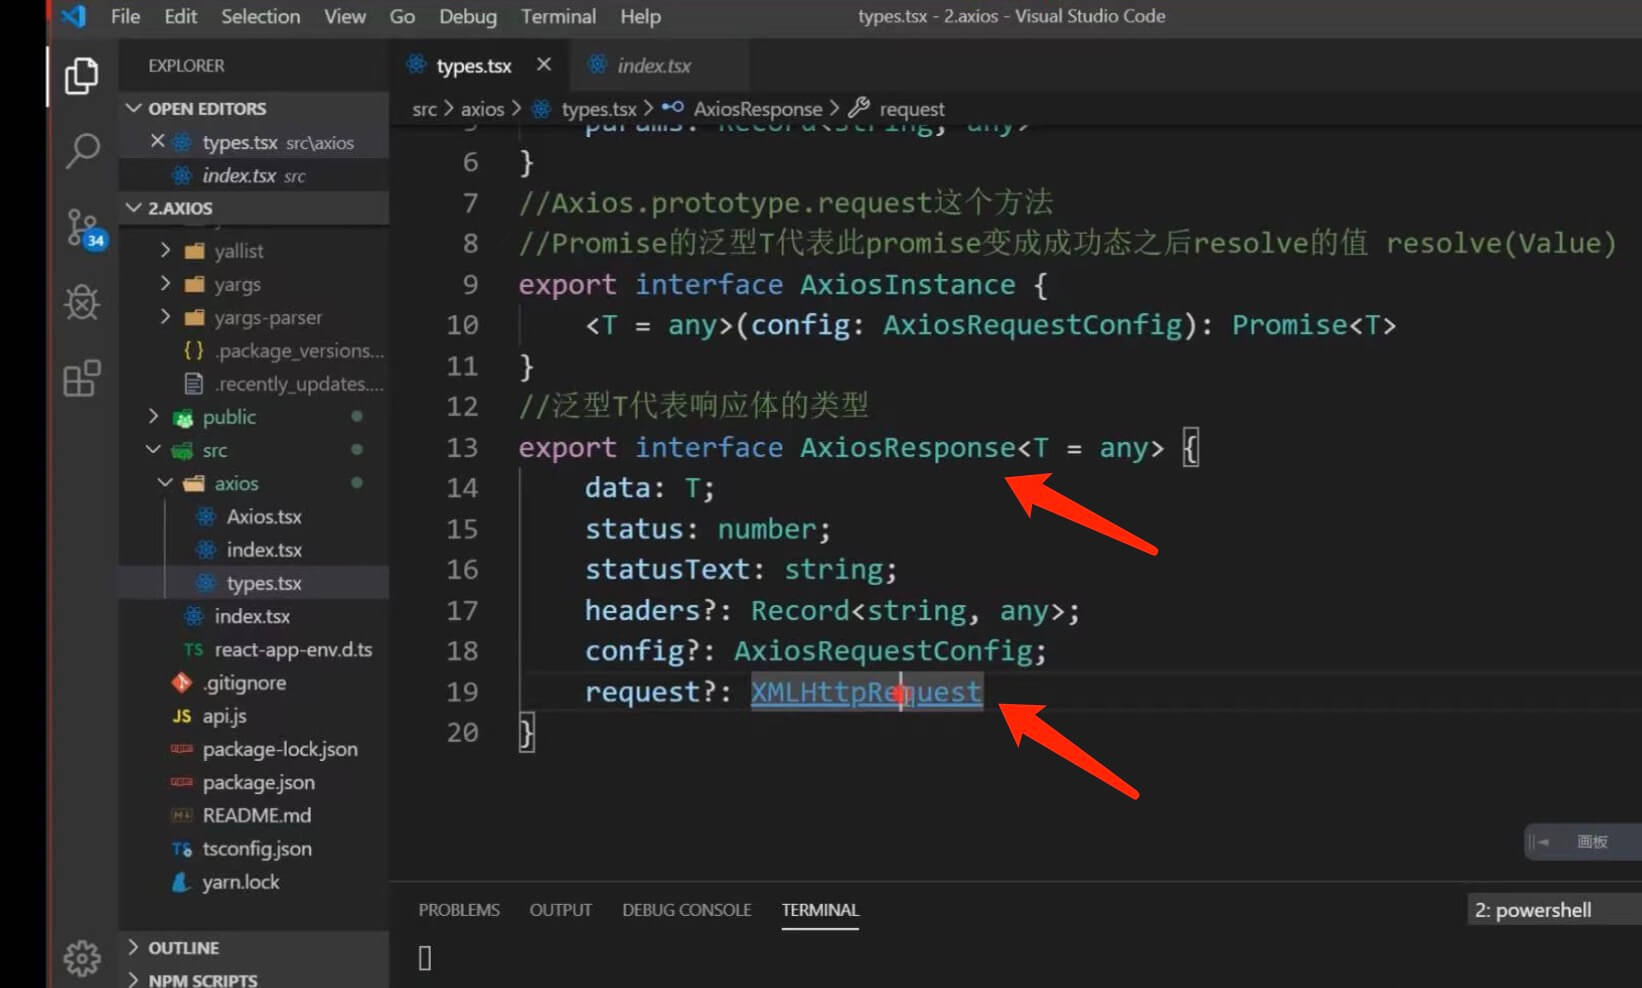 File Edit Selection View Go Debug Terminal Help types.tsx - 2.axios - Visual Studio Code
EXPLORER
OPEN EDITORS
types.tsx src\axios
index.tsx src
2.AXIOS
yallist
yargs
yargs-parser
{} .package_versions...
.recently_updates....
public
src
axios
Axios.tsx
index.tsx
types.tsx
index.tsx
TS react-app-env.d.ts
.gitignore
JS api.js
package-lock.json
package.json
README.md
tsconfig.json
yarn.lock
OUTLINE
NPM SCRIPTS
34
types.tsx index.tsx
src > axios > types.tsx > AxiosResponse > request
5 params: Record<string, any>
6 }
7 //Axios.prototype.request这个方法
8 //Promise的泛型T代表此promise变成成功态之后resolve的值 resolve(Value)
9 export interface AxiosInstance {
10 <T = any>(config: AxiosRequestConfig): Promise<T>
11 }
12 //泛型T代表响应体的类型
13 export interface AxiosResponse<T = any> {
14 data: T;
15 status: number;
16 statusText: string;
17 headers?: Record<string, any>;
18 config?: AxiosRequestConfig;
19 request?: XMLHttpRequest
20 }
画板
PROBLEMS OUTPUT DEBUG CONSOLE TERMINAL 2: powershell